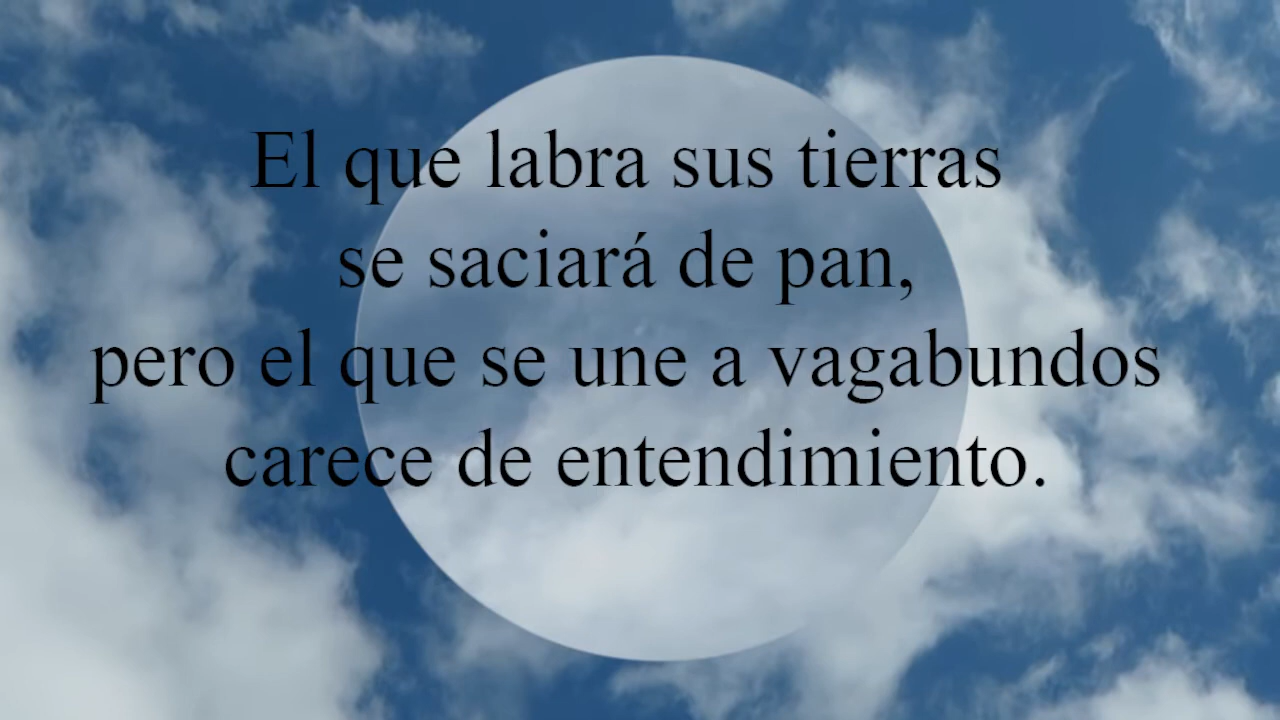 El que labra sus tierras
se saciará de pan,
pero el que se une a vagabundos
carece de entendimiento.